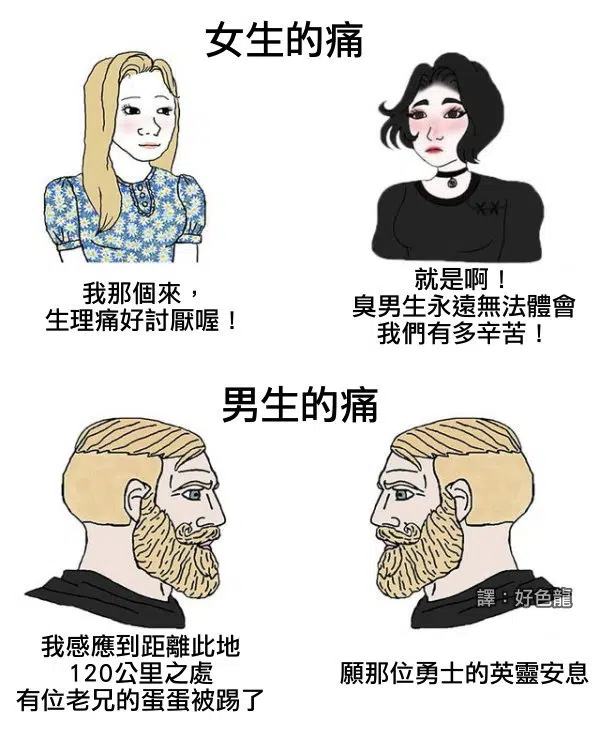 女生的痛
我那個來，
生理痛好討厭喔！
就是啊！
臭男生永遠無法體會
我們有多辛苦！
男生的痛
譯：好色龍
我感應到距離此地
120公里之處
有位老兄的蛋蛋被踢了
願那位勇士的英靈安息